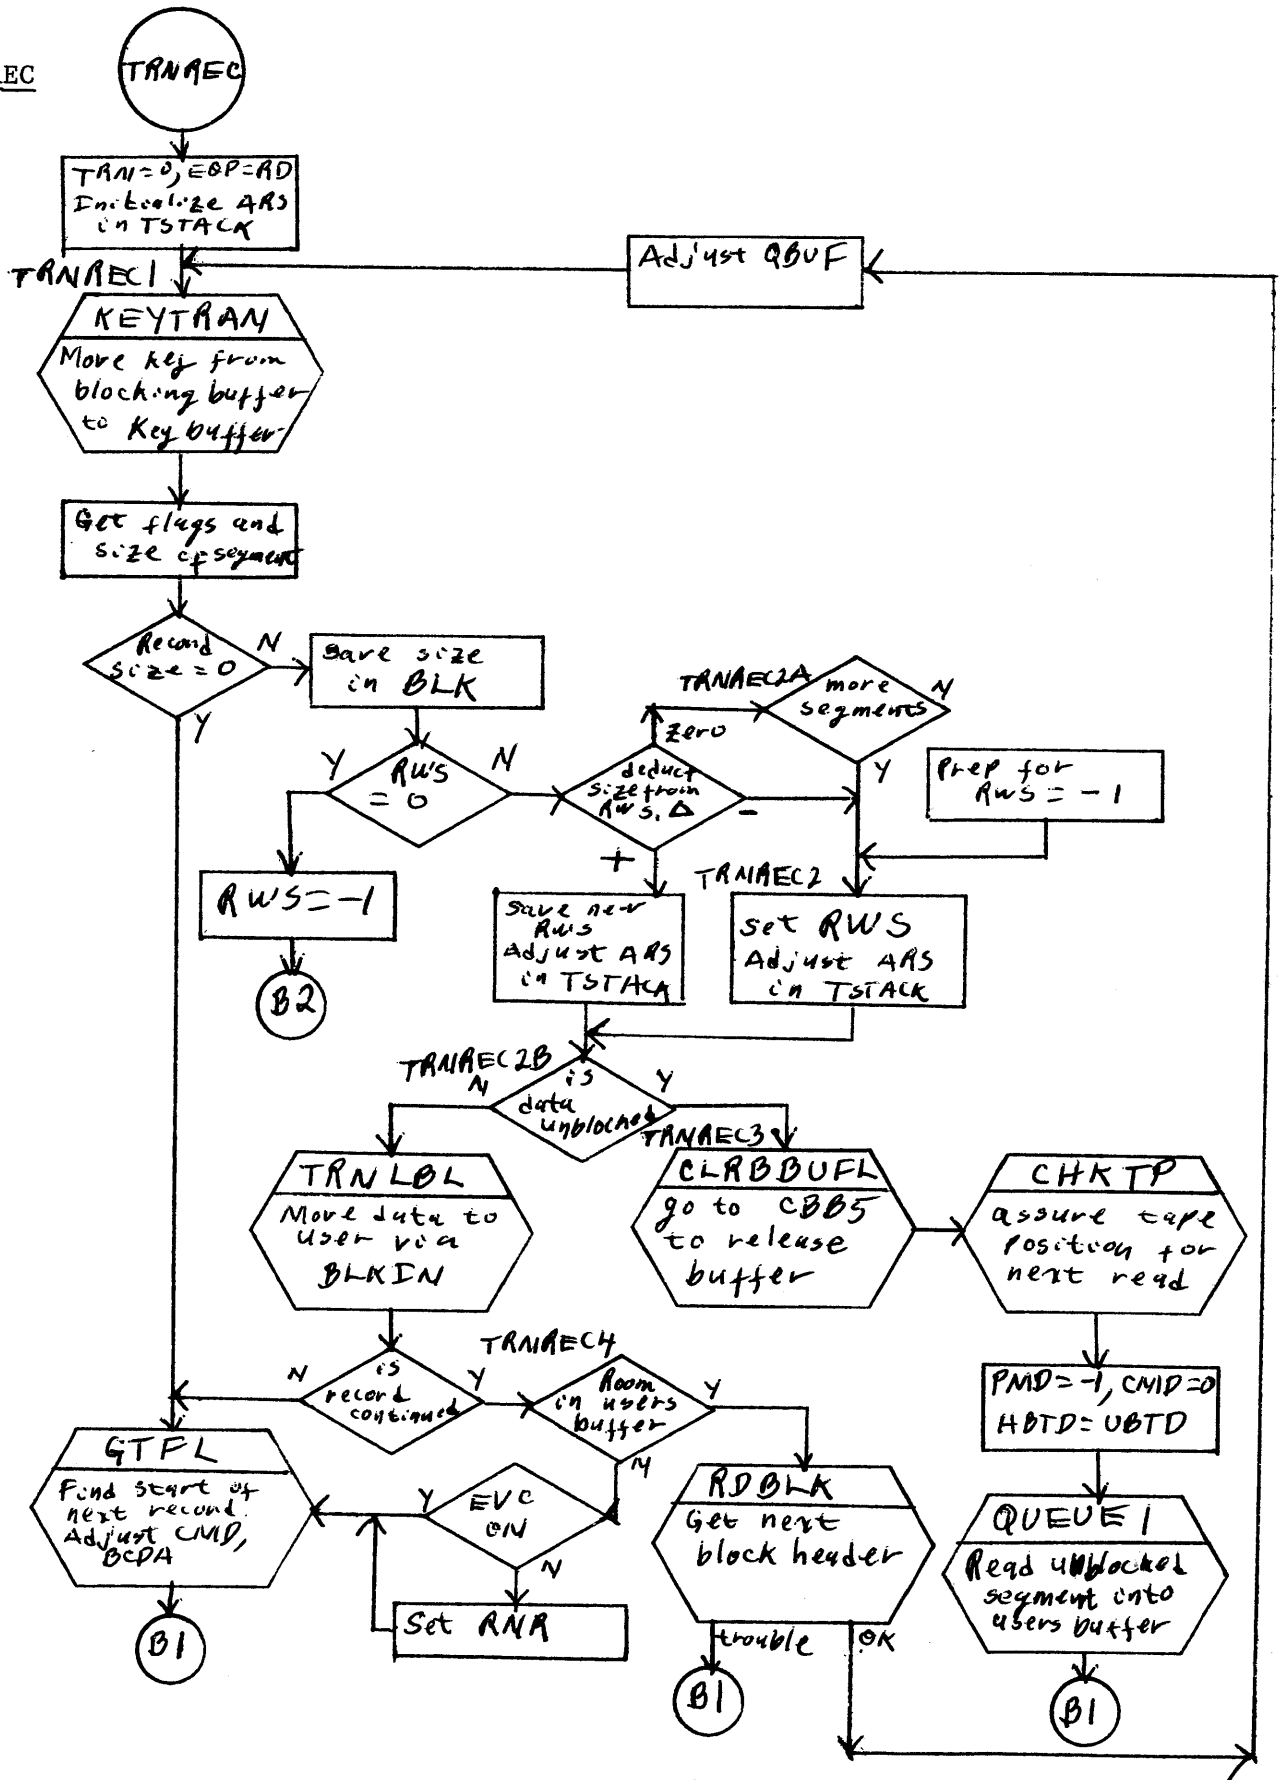 EC
TRNREC
TRN=0, EOP=RD
Initialize ARS
in TSTACK
TRNREC1
Adjust QBUF
KEYTRAN
Move key from
blocking buffer
to Key buffer
Get flags and
size of segment
Record
size = 0
N
Y
Save size
in BLK
RWS
= 0
Y
N
RWS=-1
B2
deduct
size from
RWS, Δ
zero
+
-
TRNREC2A
more
segments
N
Y
Prep for
RWS = -1
TRNREC2
Save new
RWS
Adjust ARS
in TSTACK
set RWS
Adjust ARS
in TSTACK
TRNREC2B
is
data
unblocked
N
Y
TRNREC3
TRNLBL
Move data to
user via
BLKIN
CLRBBUFL
go to CBB5
to release
buffer
CHKTP
assure tape
position for
next read
is
record
continued
N
Y
TRNREC4
Room
in users
buffer
Y
N
PMD=-1, CMD=0
HBTD=UBTD
GTFL
Find start of
next record.
Adjust CMD,
BCDA
B1
EVC
ON
Y
N
Set RNR
RDBLK
Get next
block header
trouble
OK
B1
QUEUE1
Read unblocked
segment into
users buffer
B1